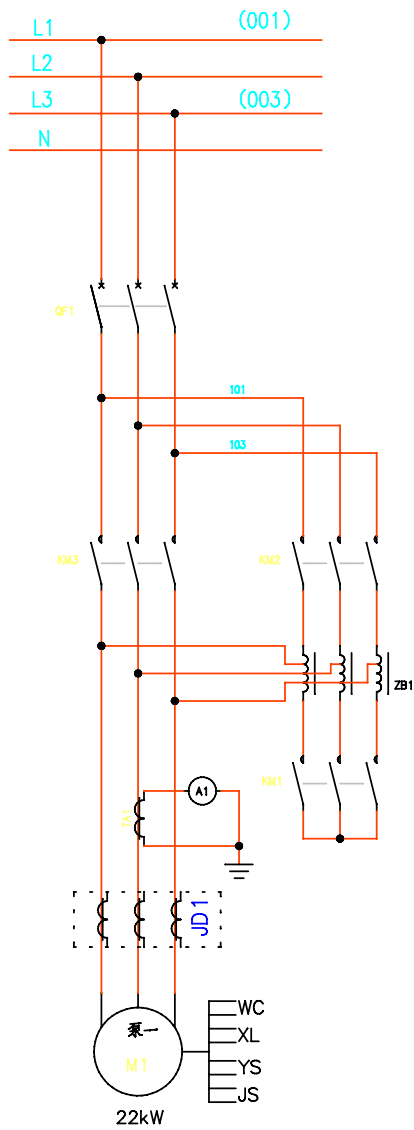 L1 (001)
L2
L3 (003)
N
QF1
101
103
KM3
KM2
ZB1
KM1
A1
TA1
JD1
泵一
M1
WC
XL
YS
JS
22kW